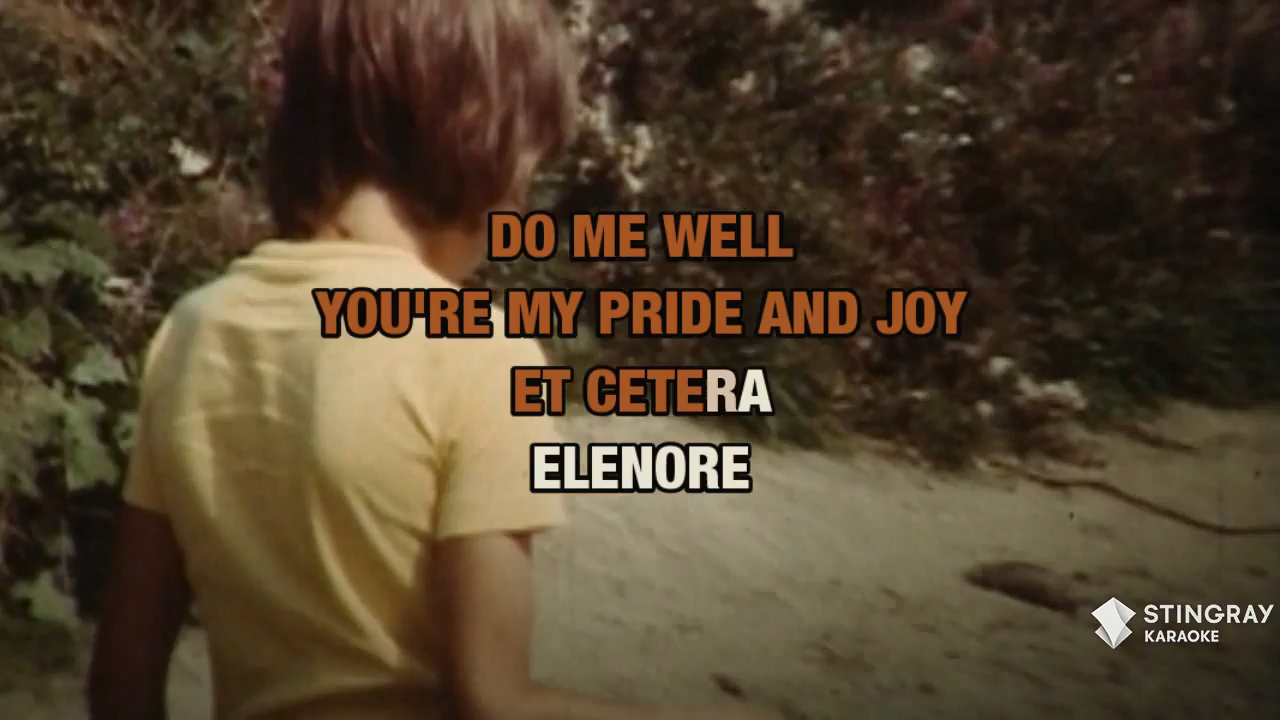 DO ME WELL
YOU'RE MY PRIDE AND JOY
ET CETERA
ELENORE
STINGRAY
KARAOKE